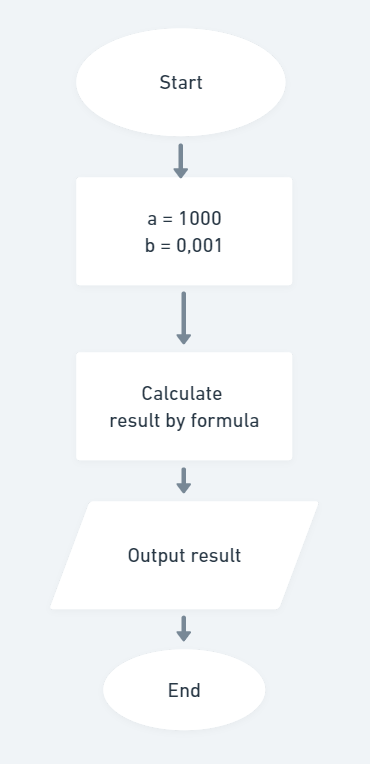 Start
a = 1000
b = 0,001
Calculate
result by formula
Output result
End